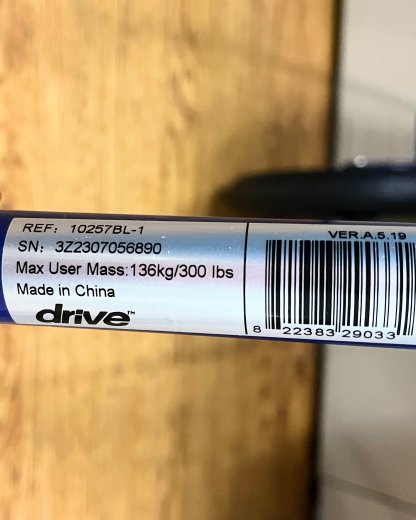 REF: 10257BL-1
SN: 3Z2307056890
Max User Mass:136kg/300 lbs
Made in China
drive™
VER.A.5.19
8 22383 29033